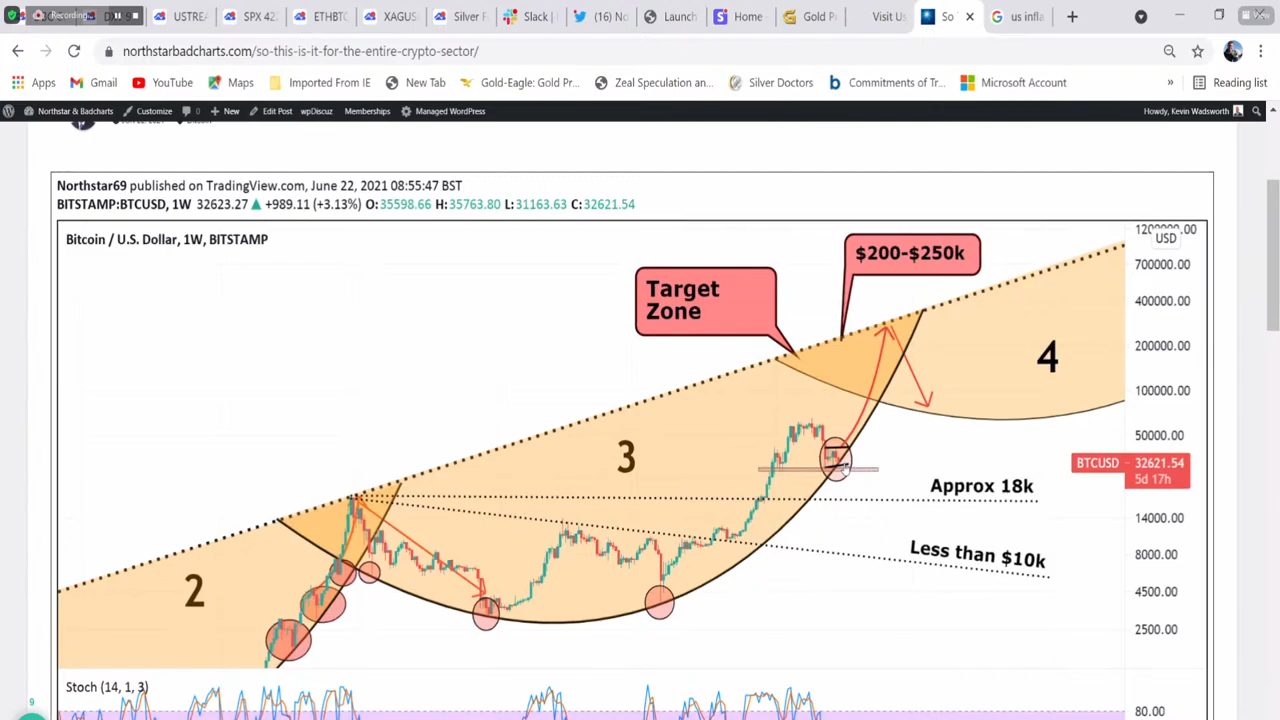 Recording...
USTREA
SPX 42
ETHBTC
XAGUS
Silver F
Slack |
(16) No
Launch
Home
Gold Pr
Visit Us
So
us infla
View
northstarbadcharts.com/so-this-is-it-for-the-entire-crypto-sector/
Apps
Gmail
YouTube
Maps
Imported From IE
New Tab
Gold-Eagle: Gold Pr...
Zeal Speculation an...
Silver Doctors
Commitments of Tr...
Microsoft Account
»
Reading list
Northstar & Badcharts
Customize
0
New
Edit Post
wpDiscuz
Memberships
Managed WordPress
Howdy, Kevin Wadsworth
Northstar69 published on TradingView.com, June 22, 2021 08:55:47 BST
BITSTAMP:BTCUSD, 1W 32623.27 ▲ +989.11 (+3.13%) O:35598.66 H:35763.80 L:31163.63 C:32621.54
Bitcoin / U.S. Dollar, 1W, BITSTAMP
USD
$200-$250k
700000.00
Target
Zone
400000.00
200000.00
4
100000.00
50000.00
3
BTCUSD 32621.54
5d 17h
Approx 18k
14000.00
Less than $10k
8000.00
2
4500.00
2500.00
Stoch (14, 1, 3)
9
80.00